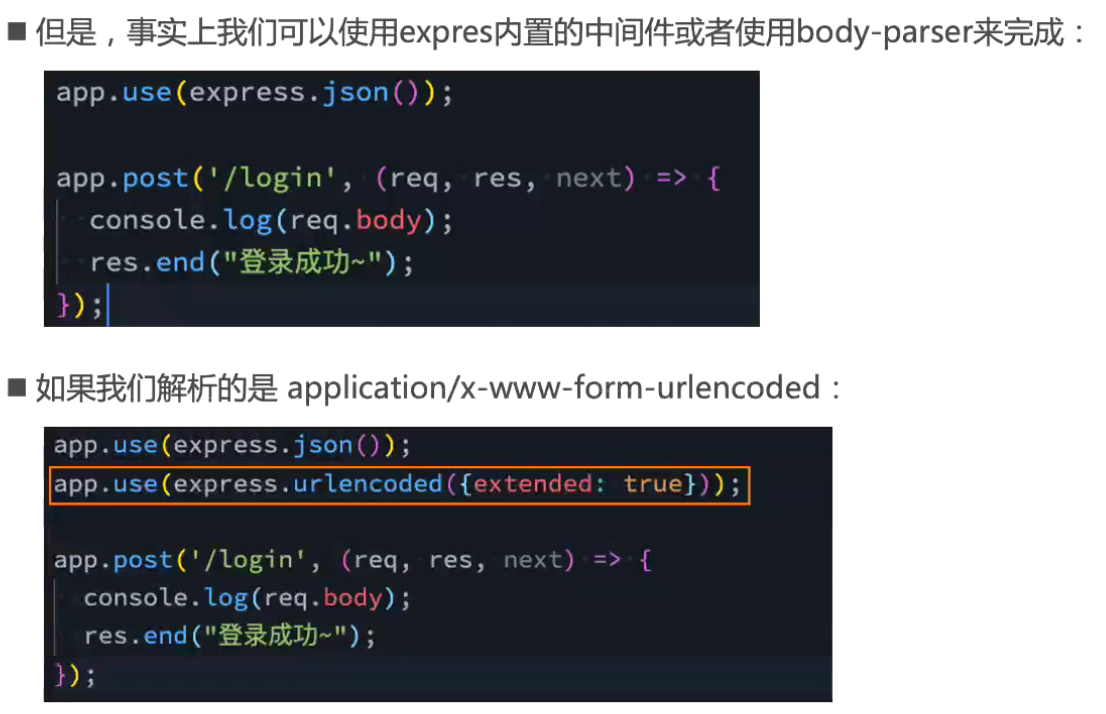 ■ 但是，事实上我们可以使用expres内置的中间件或者使用body-parser来完成：
app.use(express.json());
app.post('/login', (req, res, next) => {
  console.log(req.body);
  res.end("登录成功~");
});
■ 如果我们解析的是 application/x-www-form-urlencoded：
app.use(express.json());
app.use(express.urlencoded({extended: true}));
app.post('/login', (req, res, next) => {
  console.log(req.body);
  res.end("登录成功~");
});